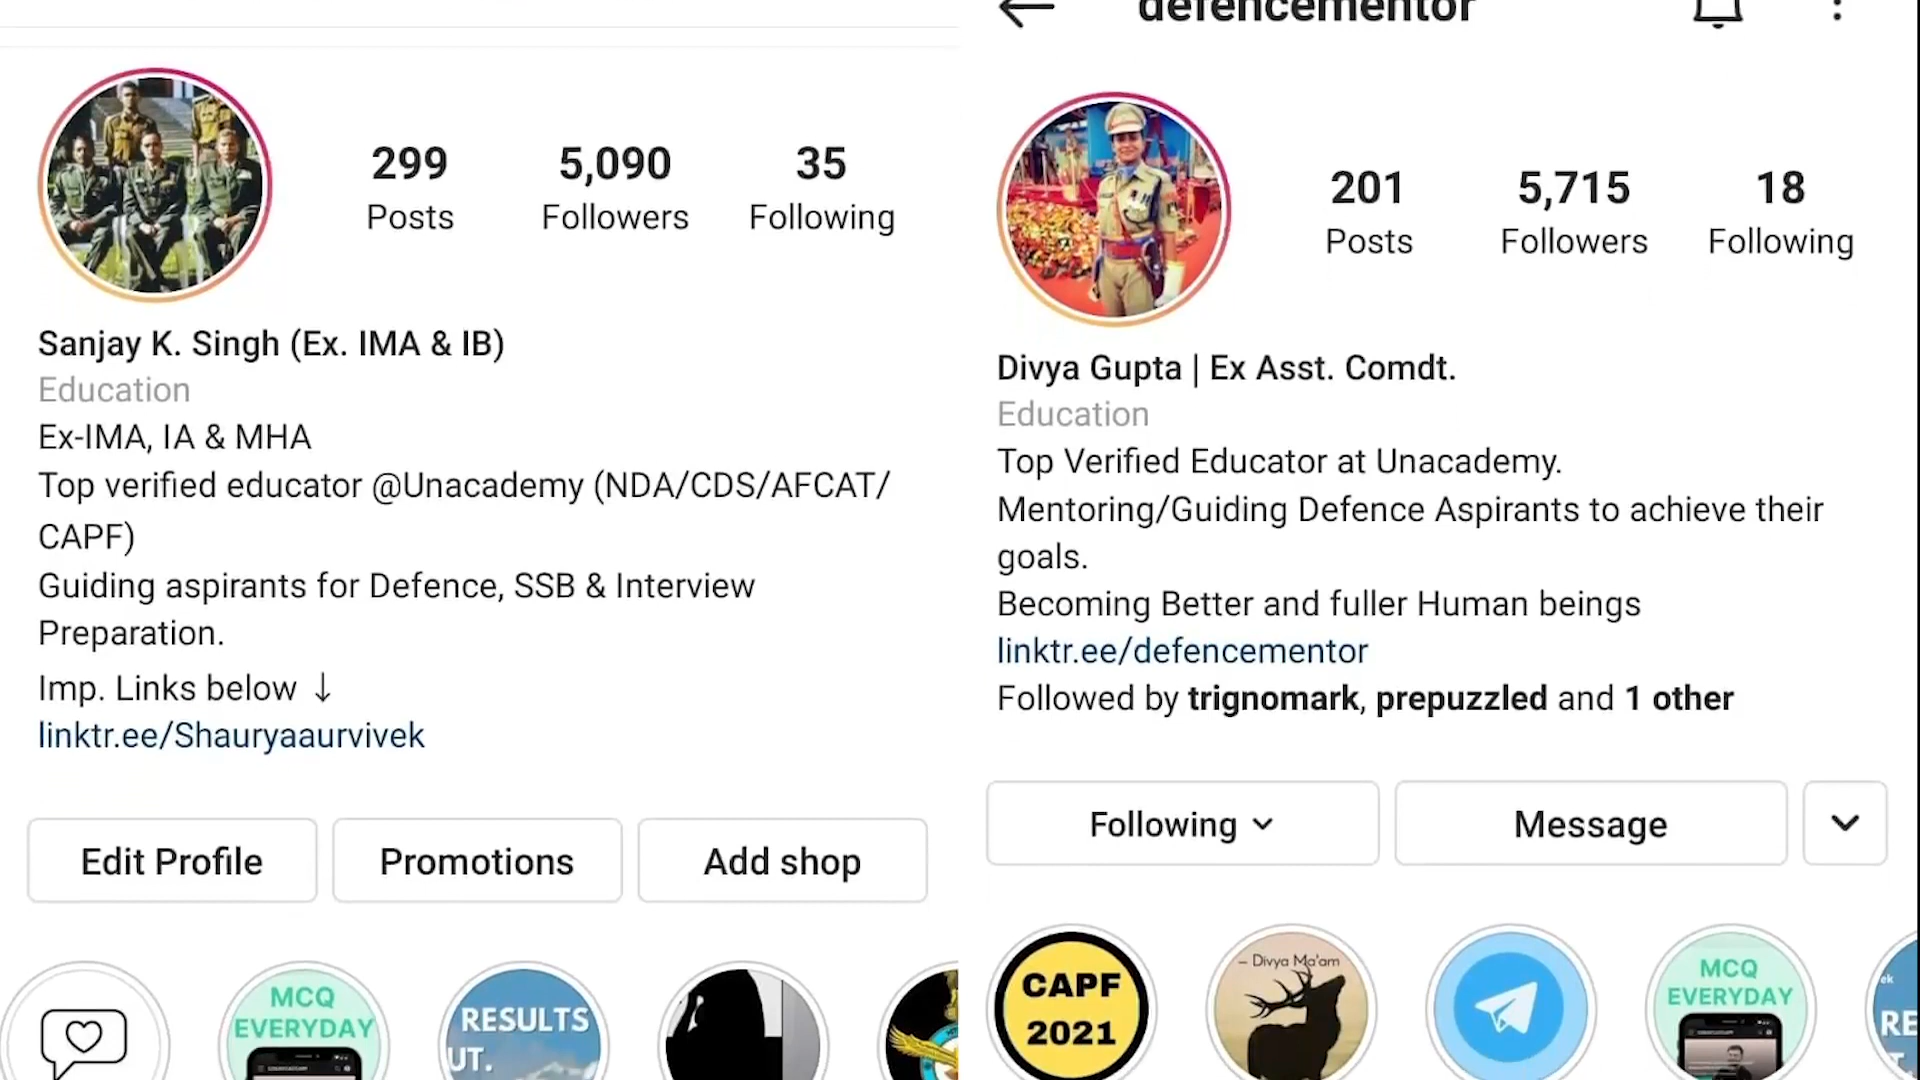 299
5,090
35
Posts
Followers
Following
Sanjay K. Singh (Ex. IMA & IB)
Education
Ex-IMA, IA & MHA
Top verified educator @Unacademy (NDA/CDS/AFCAT/
CAPF)
Guiding aspirants for Defence, SSB & Interview
Preparation.
Imp. Links below ↓
linktr.ee/Shauryaaurvivek
Edit Profile
Promotions
Add shop
MCQ
EVERYDAY
RESULTS
UT.
defencementor
201
5,715
18
Posts
Followers
Following
Divya Gupta | Ex Asst. Comdt.
Education
Top Verified Educator at Unacademy.
Mentoring/Guiding Defence Aspirants to achieve their
goals.
Becoming Better and fuller Human beings
linktr.ee/defencementor
Followed by trignomark, prepuzzled and 1 other
Following
Message
CAPF
2021
– Divya Ma'am
MCQ
EVERYDAY
ek
RE
T.